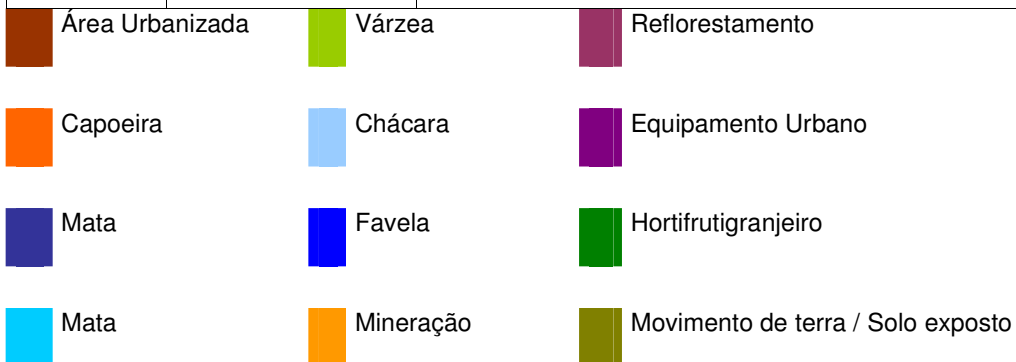 Área Urbanizada Várzea Reflorestamento
Capoeira Chácara Equipamento Urbano
Mata Favela Hortifrutigranjeiro
Mata Mineração Movimento de terra / Solo exposto